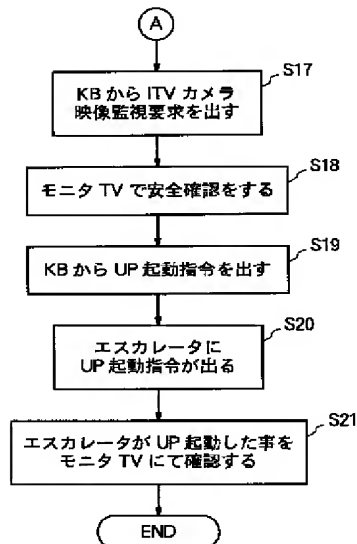 A
S17
KB から ITV カメラ
映像監視要求を出す
S18
モニタ TV で安全確認をする
S19
KB から UP 起動指令を出す
S20
エスカレータに
UP 起動指令が出る
S21
エスカレータが UP 起動した事を
モニタ TV にて確認する
END